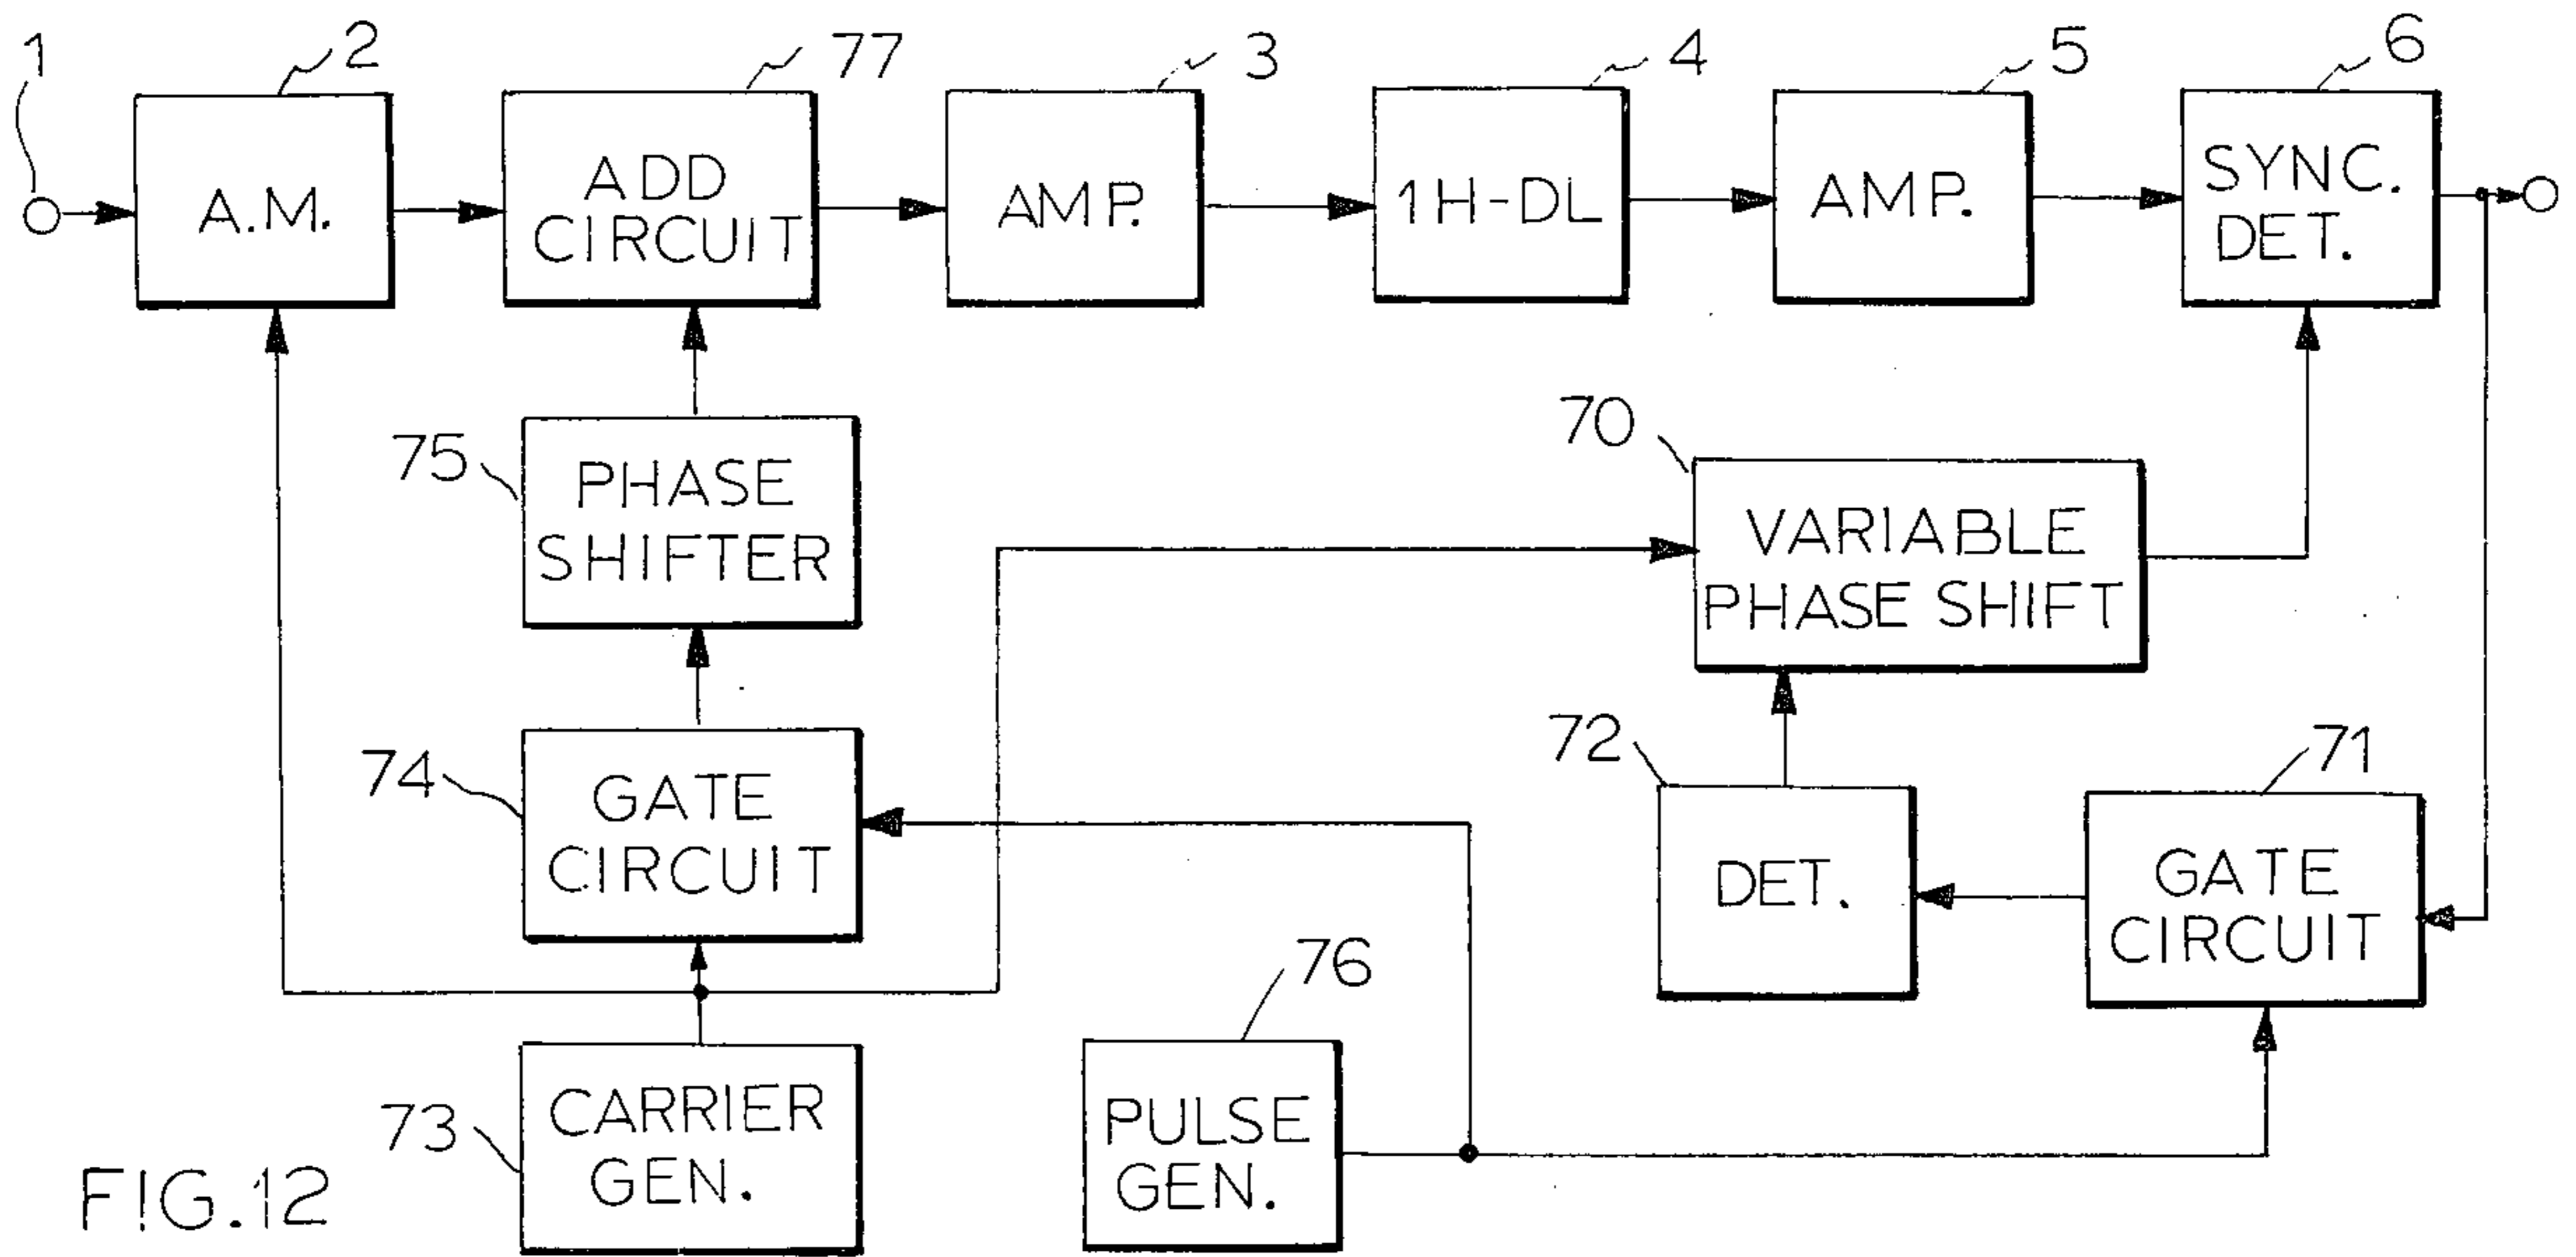 1
2
77
3
4
5
6
A.M.
ADD
CIRCUIT
AMP.
1H-DL
AMP.
SYNC.
DET.
75
PHASE
SHIFTER
70
VARIABLE
PHASE SHIFT
74
GATE
CIRCUIT
72
DET.
71
GATE
CIRCUIT
73
CARRIER
GEN.
76
PULSE
GEN.
FIG.12